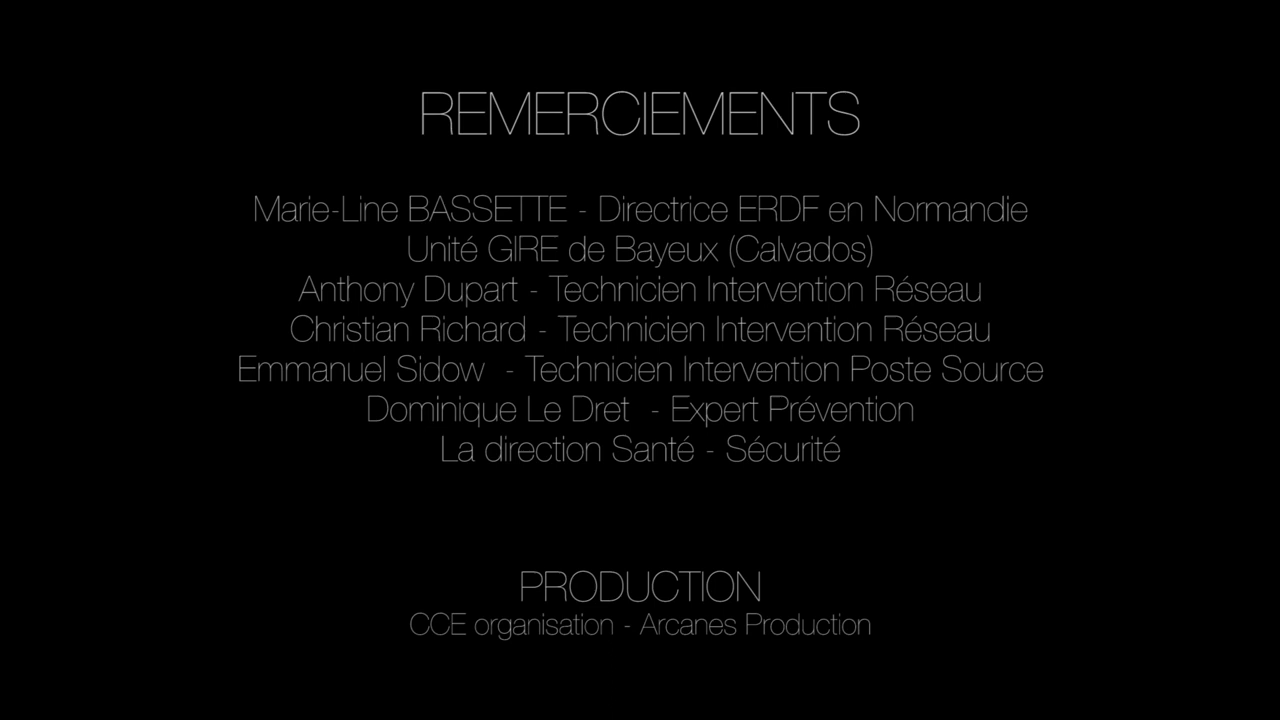 REMERCIEMENTS
Marie-Line BASSETTE - Directrice ERDF en Normandie
Unité GIRE de Bayeux (Calvados)
Anthony Dupart - Technicien Intervention Réseau
Christian Richard - Technicien Intervention Réseau
Emmanuel Sidow - Technicien Intervention Poste Source
Dominique Le Dret - Expert Prévention
La direction Santé - Sécurité
PRODUCTION
CCE organisation - Arcanes Production